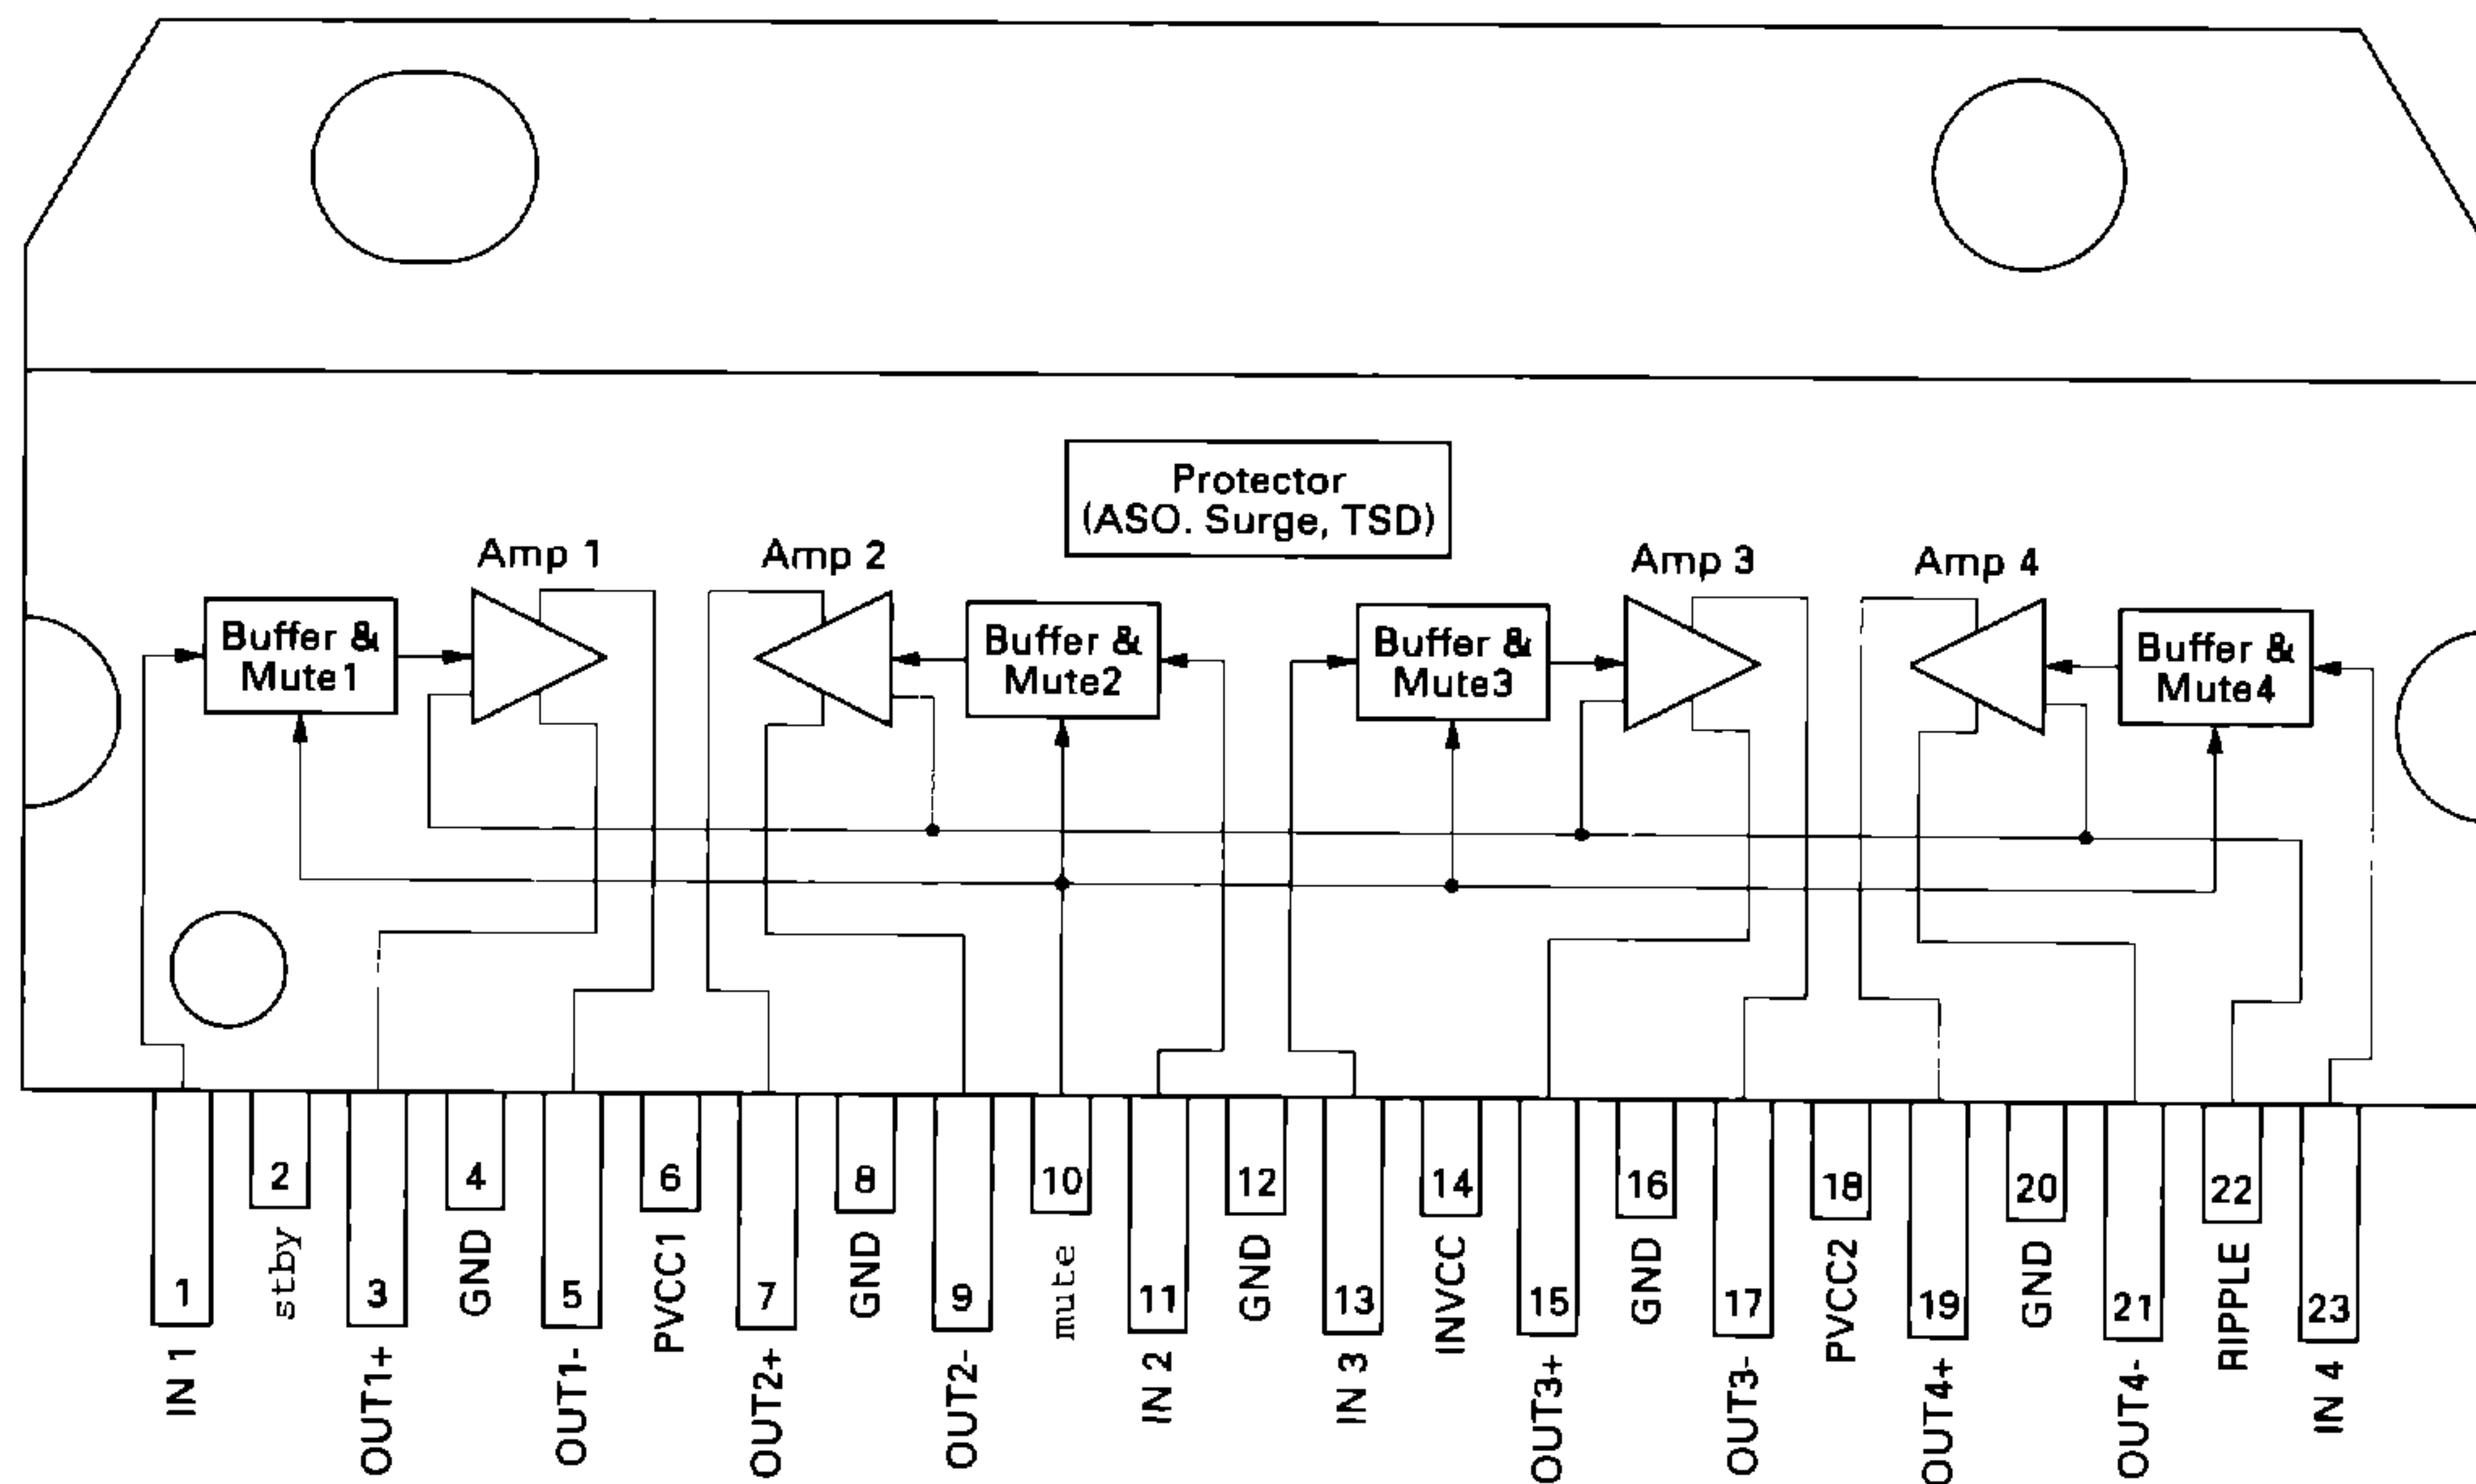 Protector
(ASO. Surge, TSD)
Amp 1
Amp 2
Amp 3
Amp 4
Buffer &
Mute1
Buffer &
Mute2
Buffer &
Mute3
Buffer &
Mute4
1
2
3
4
5
6
7
8
9
10
11
12
13
14
15
16
17
18
19
20
21
22
23
IN 1
stby
OUT1+
GND
OUT1-
PVCC1
OUT2+
GND
OUT2-
mute
IN 2
GND
IN 3
INVCC
OUT3+
GND
OUT3-
PVCC2
OUT4+
GND
OUT4-
RIPPLE
IN 4